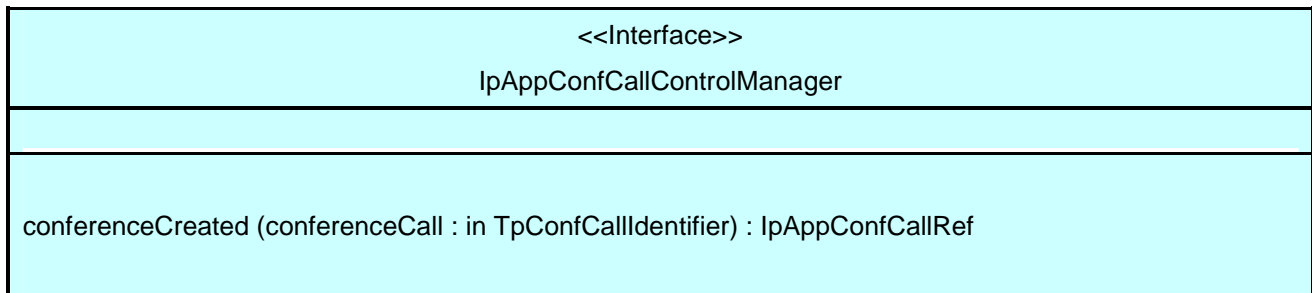 <<Interface>>
IpAppConfCallControlManager
conferenceCreated (conferenceCall : in TpConfCallIdentifier) : IpAppConfCallRef